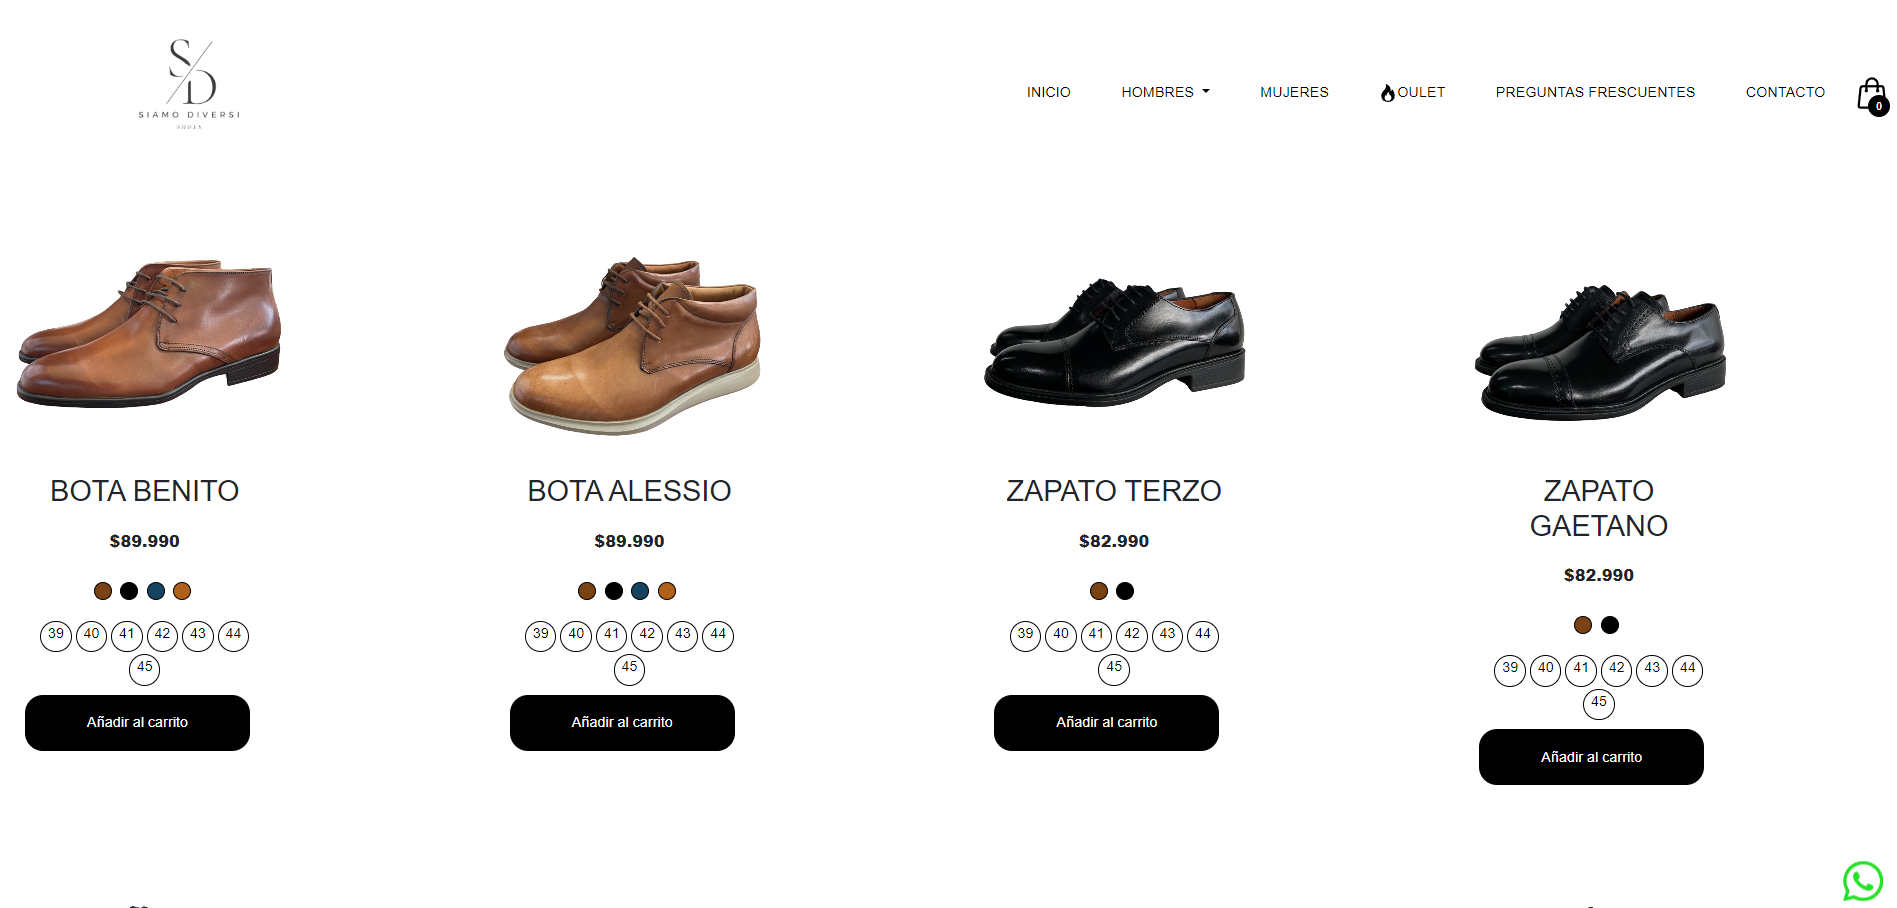 SD
SIAMO DIVERSI
SHOES
INICIO HOMBRES MUJERES OULET PREGUNTAS FRESCUENTES CONTACTO 0
BOTA BENITO
$89.990
39 40 41 42 43 44
45
Añadir al carrito
BOTA ALESSIO
$89.990
39 40 41 42 43 44
45
Añadir al carrito
ZAPATO TERZO
$82.990
39 40 41 42 43 44
45
Añadir al carrito
ZAPATO
GAETANO
$82.990
39 40 41 42 43 44
45
Añadir al carrito